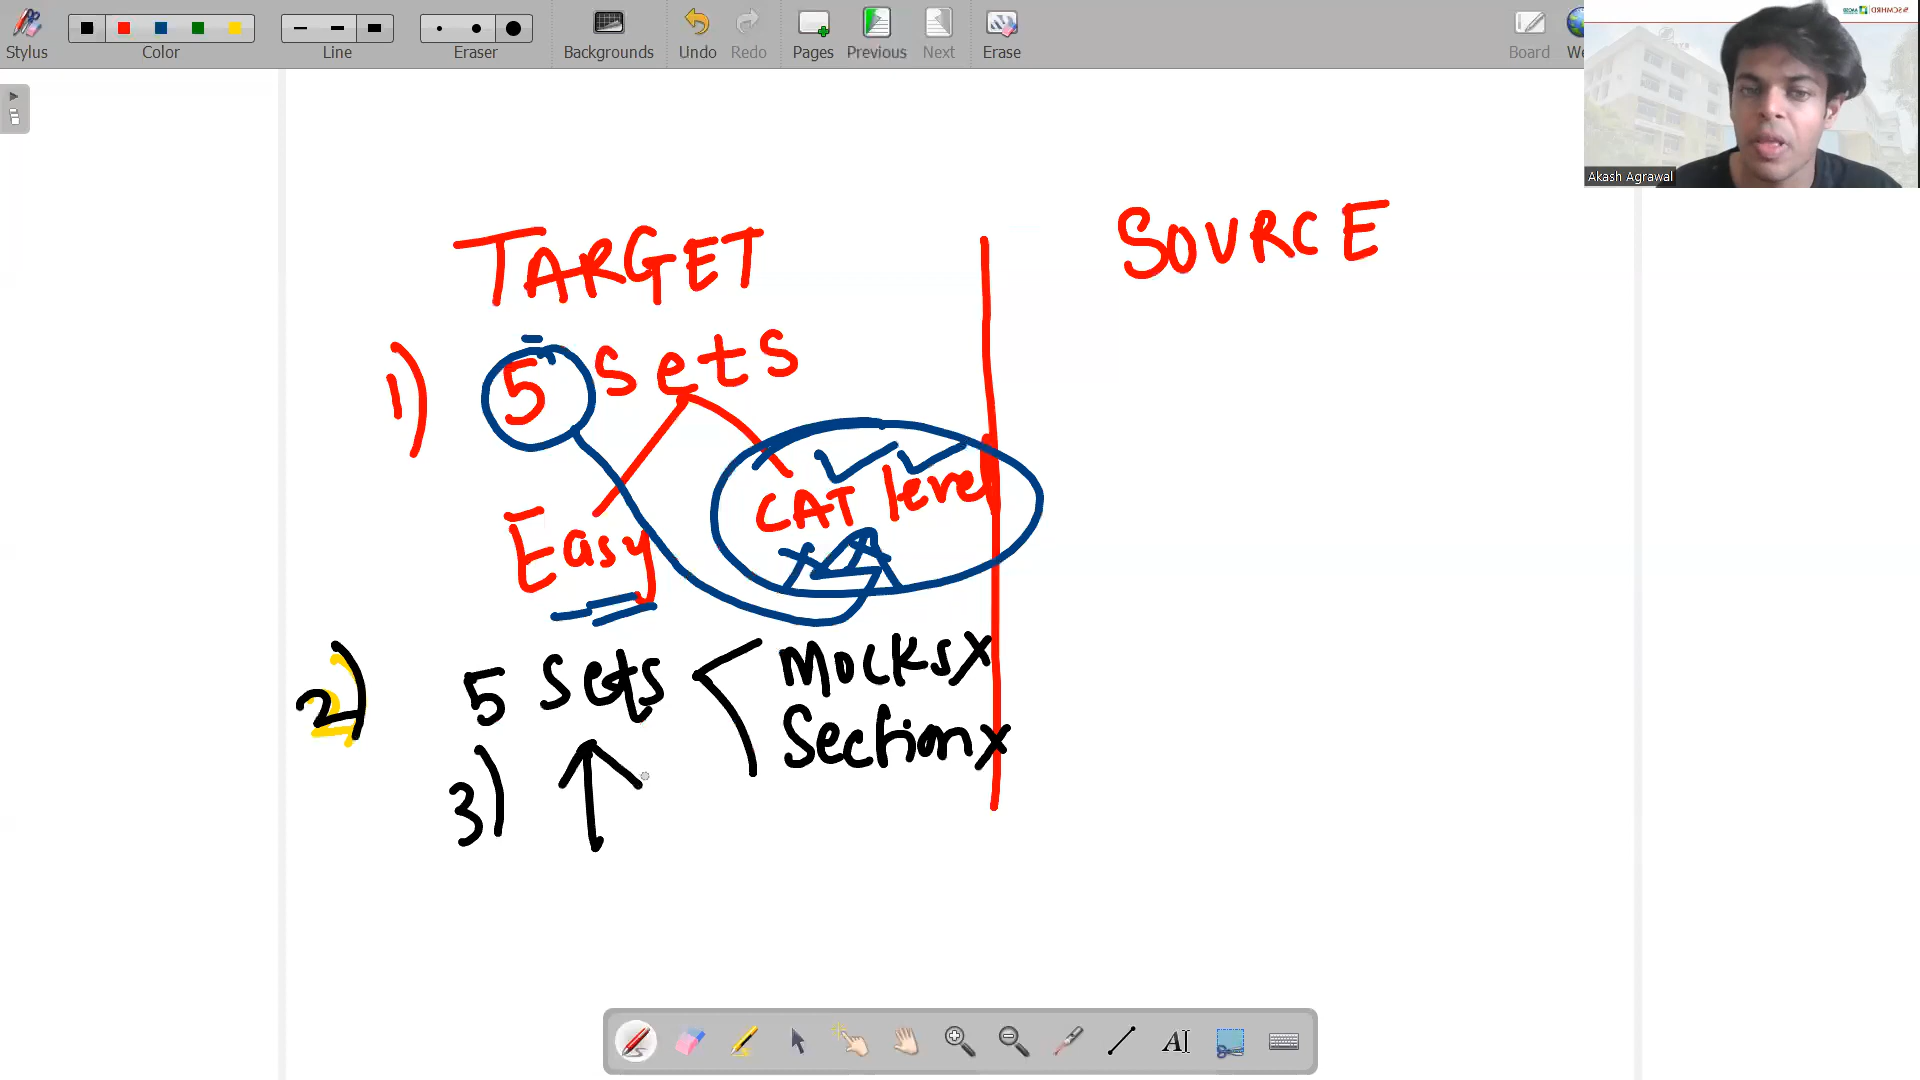 Stylus
Color
Line
Eraser
Backgrounds
Undo
Redo
Pages
Previous
Next
Erase
Board
Akash Agrawal
TARGET
SOURCE
1) 5 Sets
Easy
CAT level
2) 5 Sets
Mocks X
Section X
3)
AI